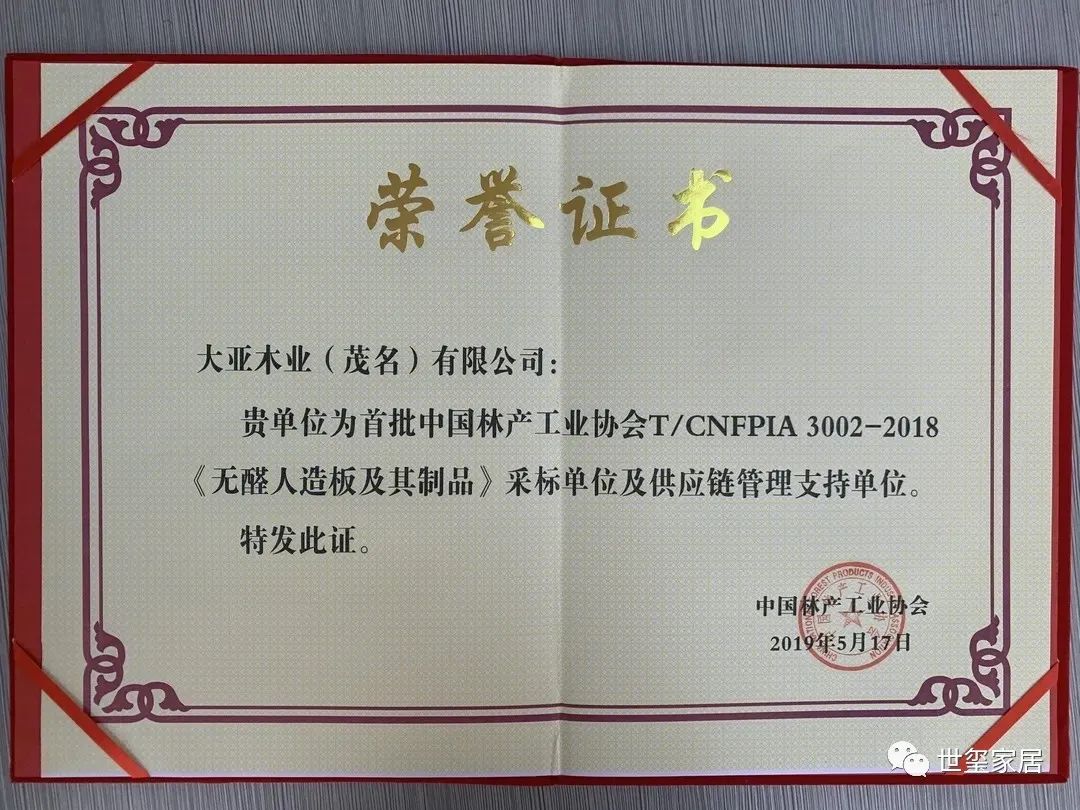 荣誉证书
大亚木业（茂名）有限公司：
贵单位为首批中国林产工业协会T/CNFPIA 3002-2018
《无醛人造板及其制品》采标单位及供应链管理支持单位。
特发此证。
中国林产工业协会
2019年5月17日
世玺家居